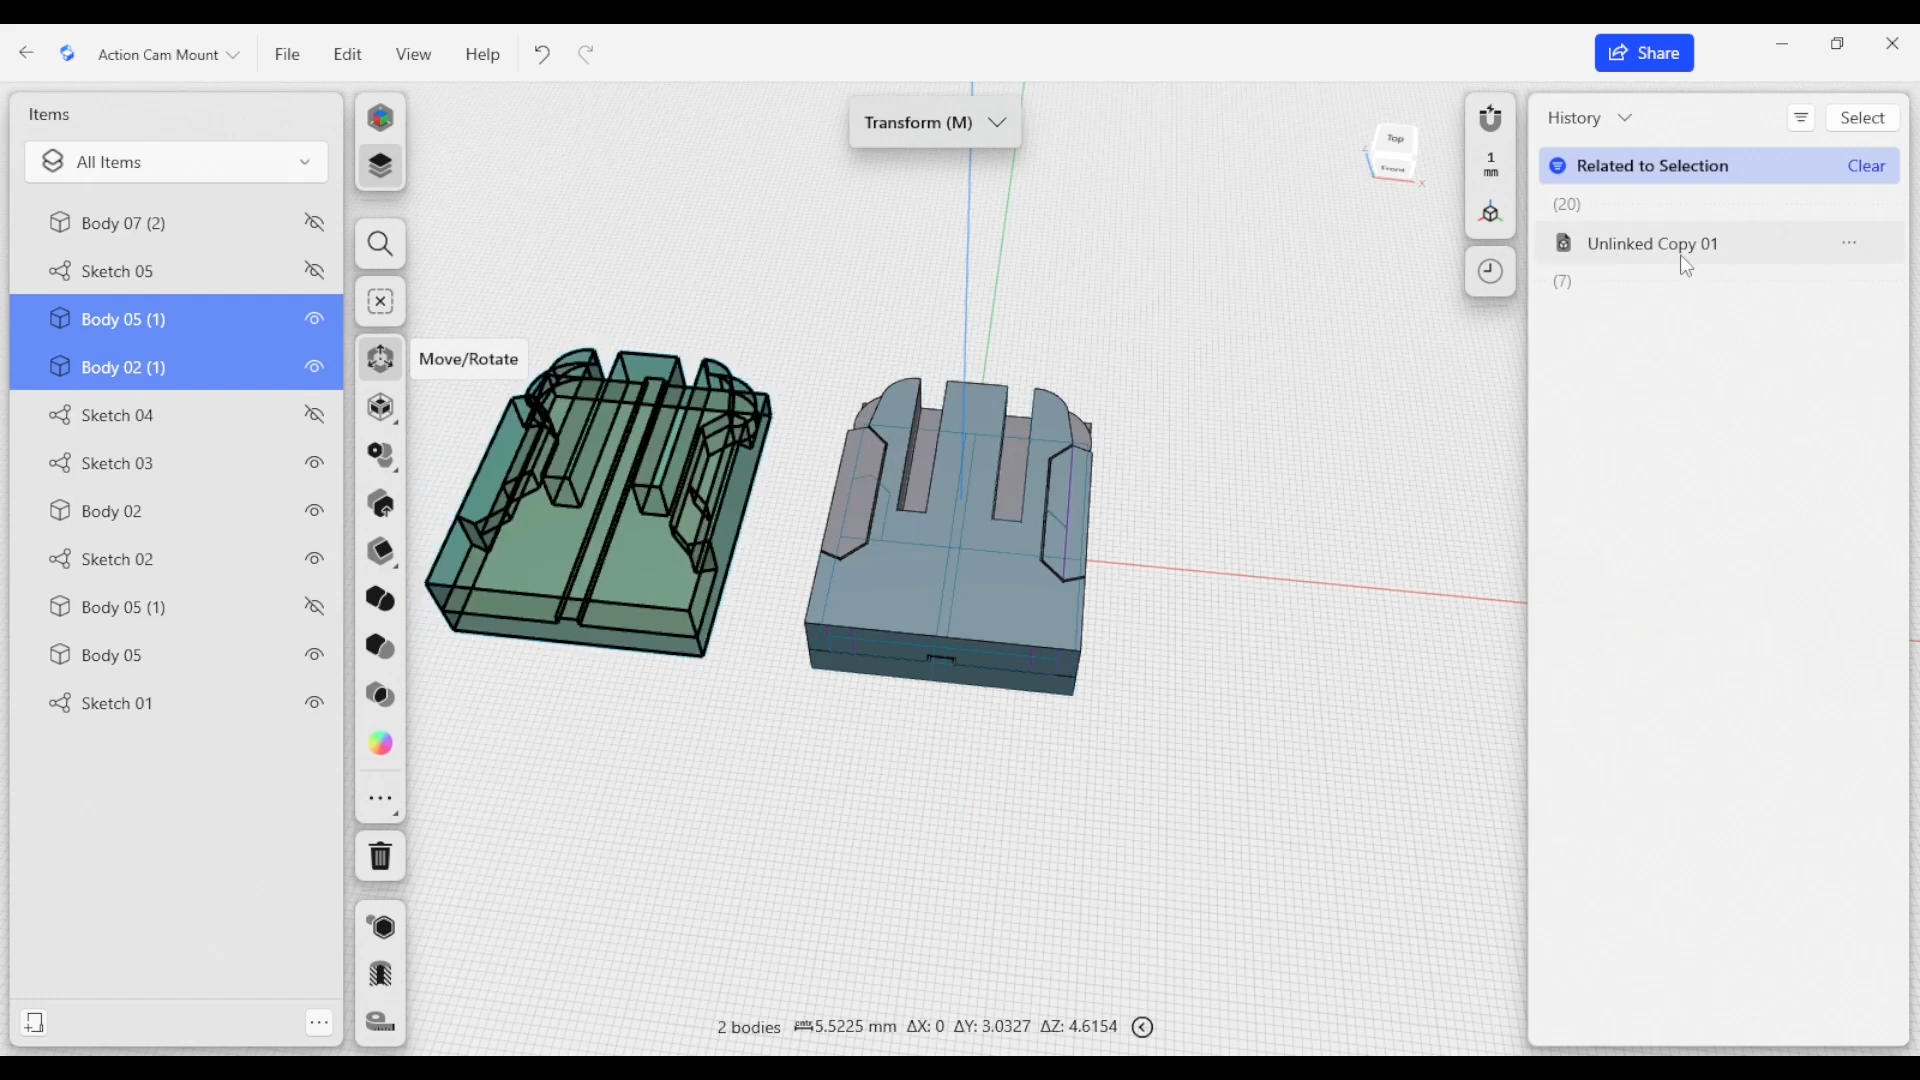 Action Cam Mount
File
Edit
View
Help
Share
Items
All Items
Body 07 (2)
Sketch 05
Body 05 (1)
Body 02 (1)
Sketch 04
Sketch 03
Body 02
Sketch 02
Body 05 (1)
Body 05
Sketch 01
Move/Rotate
Transform (M)
Top
Front
Z
X
1
mm
History
Select
Related to Selection
Clear
(20)
Unlinked Copy 01
(7)
2 bodies cntr 5.5225 mm ΔX: 0 ΔY: 3.0327 ΔZ: 4.6154